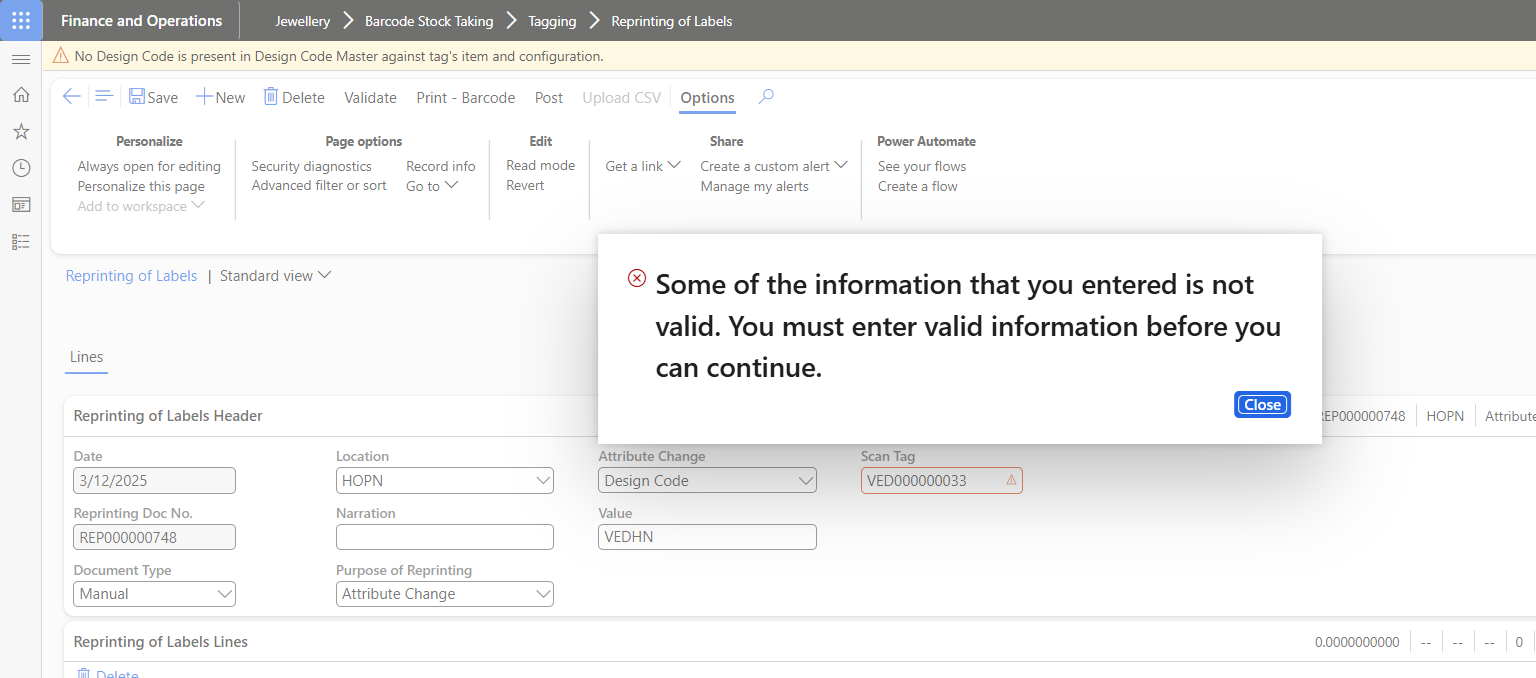 Finance and Operations
Jewellery > Barcode Stock Taking > Tagging > Reprinting of Labels
No Design Code is present in Design Code Master against tag's item and configuration.
Save New Delete Validate Print - Barcode Post Upload CSV Options
Personalize Page options Edit Share Power Automate
Always open for editing Security diagnostics Record info Read mode Get a link Create a custom alert See your flows
Personalize this page Advanced filter or sort Go to Revert Manage my alerts Create a flow
Add to workspace
Reprinting of Labels | Standard view
Some of the information that you entered is not
valid. You must enter valid information before you
can continue.
Close
Lines
Reprinting of Labels Header EP000000748 HOPN Attribute
Date Location Attribute Change Scan Tag
3/12/2025 HOPN Design Code VED000000033
Reprinting Doc No. Narration Value
REP000000748 VEDHN
Document Type Purpose of Reprinting
Manual Attribute Change
Reprinting of Labels Lines 0.0000000000 -- -- -- 0
Delete